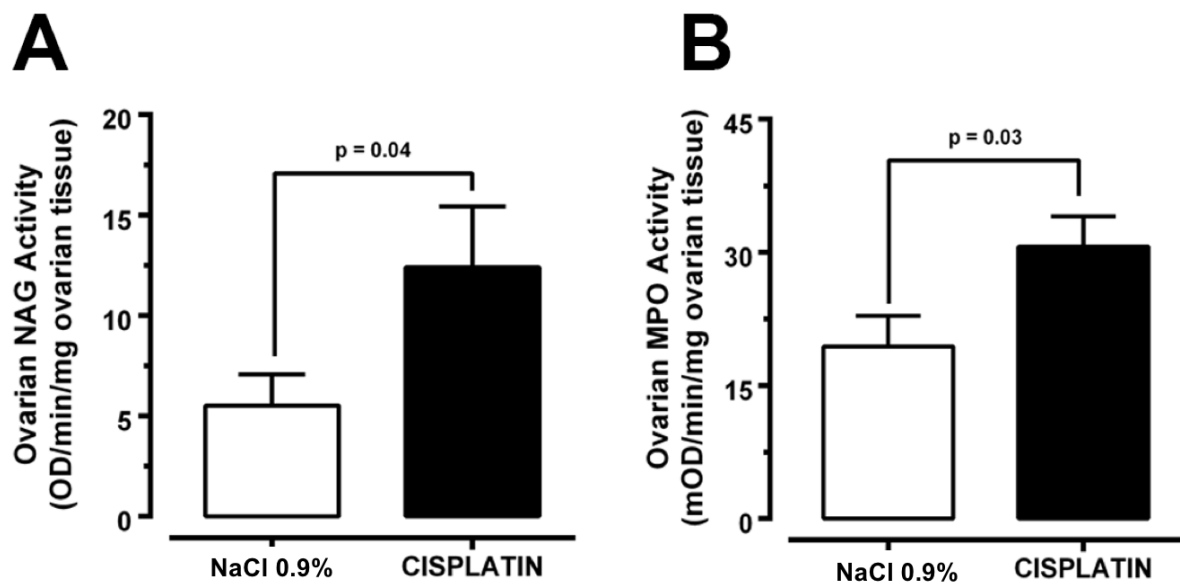 A
Ovarian NAG Activity
(OD/min/mg ovarian tissue)
20
15
10
5
0
p = 0.04
NaCl 0.9%
CISPLATIN
B
Ovarian MPO Activity
(mOD/min/mg ovarian tissue)
45
30
15
0
p = 0.03
NaCl 0.9%
CISPLATIN